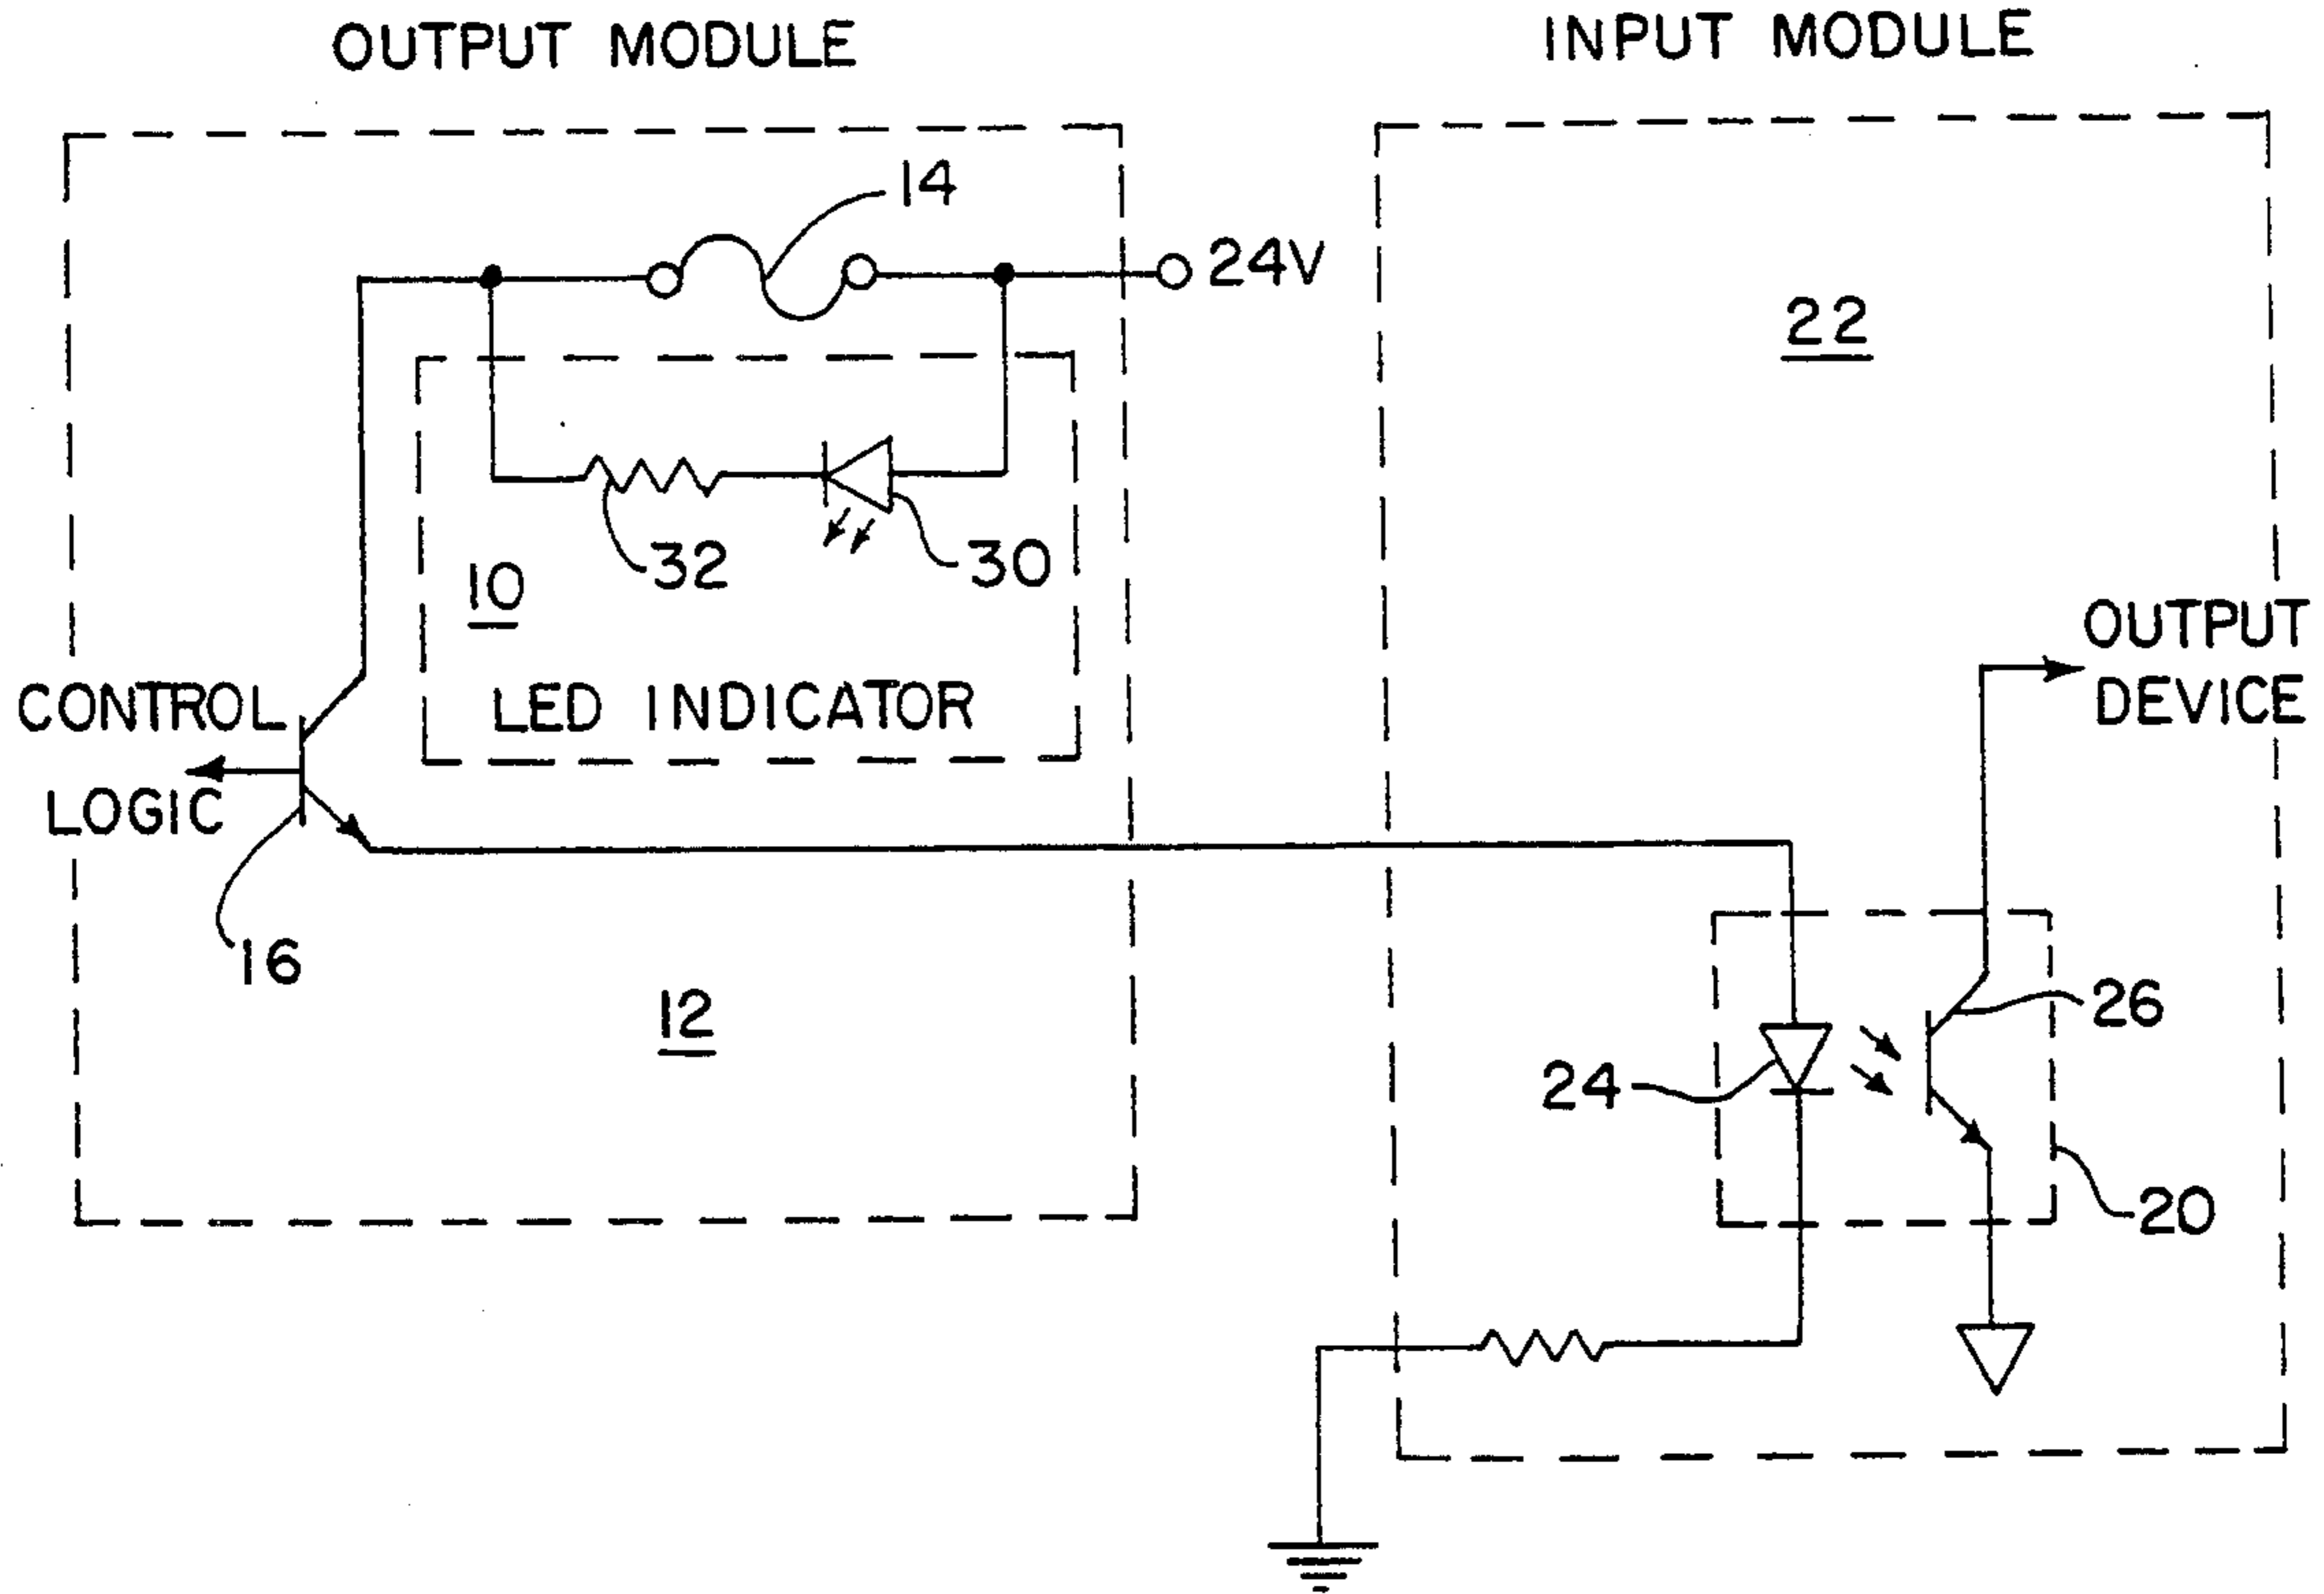 OUTPUT MODULE
INPUT MODULE
14
24V
22
32
30
10
OUTPUT
DEVICE
LED INDICATOR
CONTROL
LOGIC
16
12
26
24
20